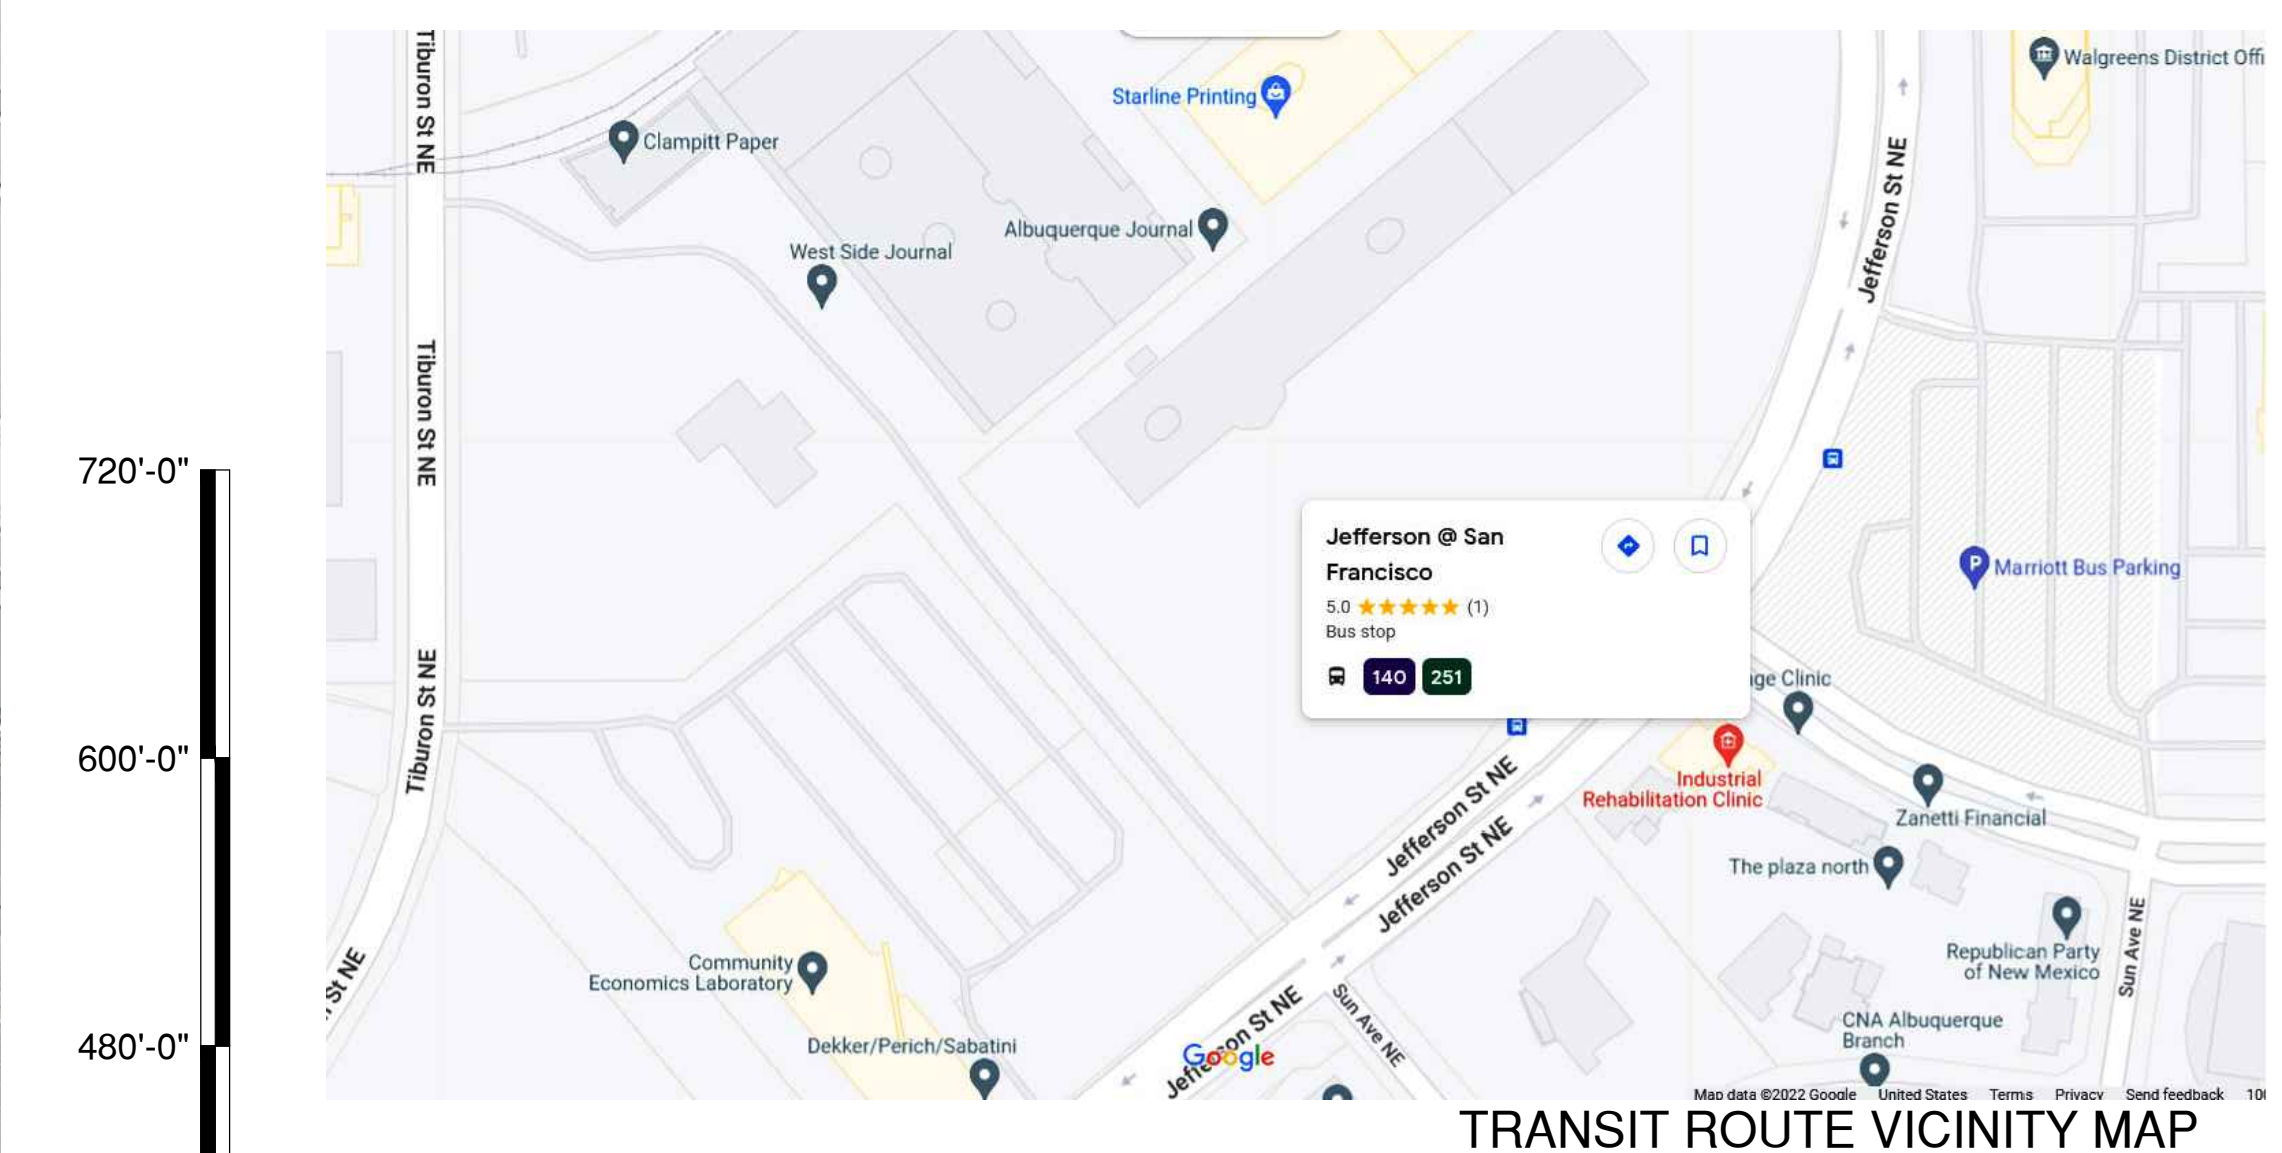 Tiburon St NE
Walgreens District Offi
Starline Printing
Clampitt Paper
Jefferson St NE
Albuquerque Journal
West Side Journal
Tiburon St NE
720'-0"
Jefferson @ San
Francisco
5.0 ★★★★★ (1)
Bus stop
140 251
P
Marriott Bus Parking
Tiburon St NE
ge Clinic
600'-0"
Industrial
Rehabilitation Clinic
Jefferson St NE
Jefferson St NE
Zanetti Financial
The plaza north
Sun Ave NE
Republican Party
of New Mexico
Community
Economics Laboratory
St NE
Jefferson St NE
Sun Ave NE
CNA Albuquerque
Branch
480'-0"
Dekker/Perich/Sabatini
Google
Map data ©2022 Google United States Terms Privacy Send feedback
TRANSIT ROUTE VICINITY MAP